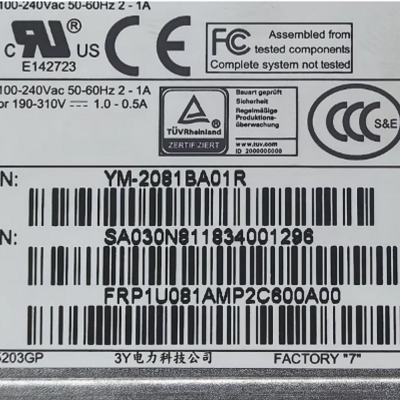 100-240Vac 50-60Hz 2 - 1A
C RU US
®
E142723
FC
Assembled from
tested components
Complete system not tested
100-240Vac 50-60Hz 2 - 1A
or 190-310V 1.0 - 0.5A
TÜVRheinland
ZERTIFIZIERT
Bauart geprüft
Sicherheit
Regelmäßige
Produktions-
überwachung
www.tuv.com
ID 2000000000
CCC
S&E
N: YM-2081BA01R
N: SA030N811834001296
FRP1U081AMP2C600A00
5203GP
3Y电力科技公司
FACTORY "7"